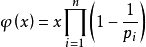 φ(x) = x ∏_{i=1}^{n} (1 − 1/p_i)